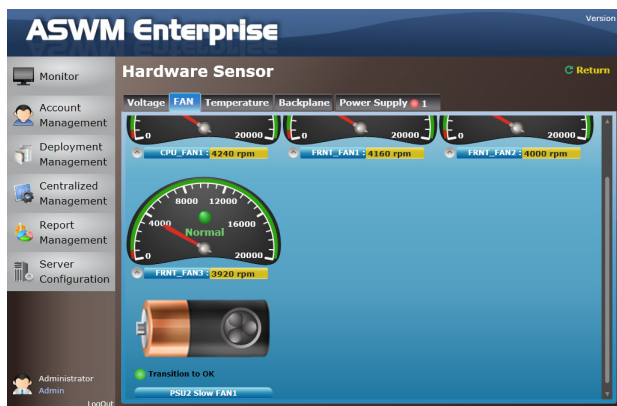 ASWM Enterprise
Version
Monitor
Account
Management
Deployment
Management
Centralized
Management
Report
Management
Server
Configuration
Administrator
Admin
LogOut
Hardware Sensor
Return
Voltage FAN Temperature Backplane Power Supply 1
0 20000
0 20000
0 20000
CPU_FAN1 : 4240 rpm
FRNT_FAN1 : 4160 rpm
FRNT_FAN2 : 4000 rpm
8000 12000
4000 16000
Normal
0 20000
FRNT_FAN3 : 3920 rpm
Transition to OK
PSU2 Slow FAN1